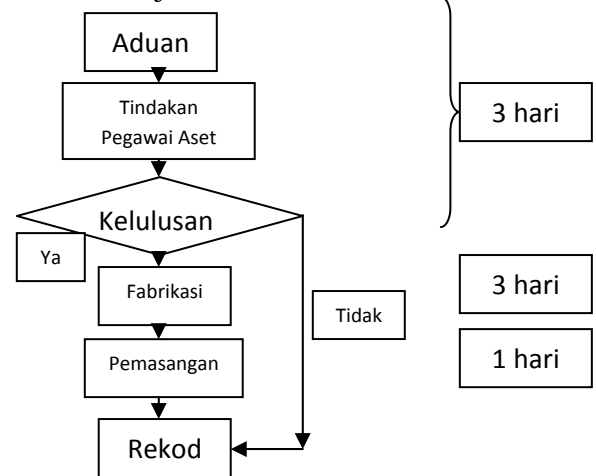 Aduan
Tindakan
Pegawai Aset
3 hari
Kelulusan
Ya
Fabrikasi
3 hari
Tidak
Pemasangan
1 hari
Rekod